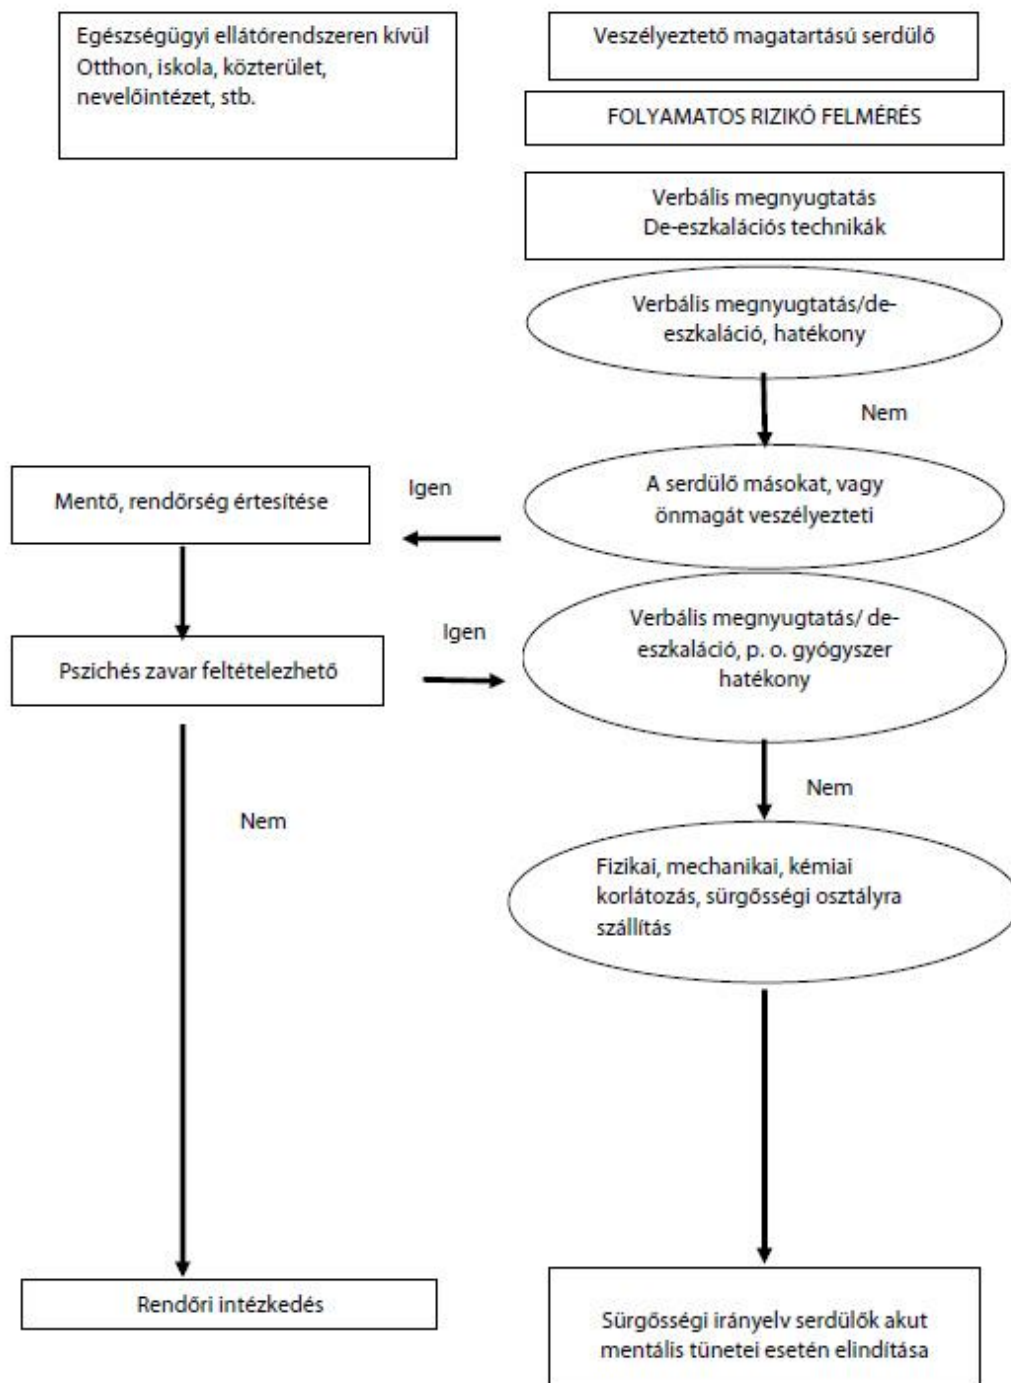 Egészségügyi ellátórendszeren kívül
Otthon, iskola, közterület,
nevelőintézet, stb.
Veszélyeztető magatartású serdülő
FOLYAMATOS RIZIKÓ FELMÉRÉS
Verbális megnyugtatás
De-eszkalációs technikák
Verbális megnyugtatás/de-
eszkaláció, hatékony
Nem
A serdülő másokat, vagy
önmagát veszélyezteti
Igen
Mentő, rendőrség értesítése
Pszichés zavar feltételezhető
Igen
Verbális megnyugtatás/ de-
eszkaláció, p. o. gyógyszer
hatékony
Nem
Nem
Fizikai, mechanikai, kémiai
korlátozás, sürgősségi osztályra
szállítás
Rendőri intézkedés
Sürgősségi irányelv serdülők akut
mentális tünetei esetén elindítása